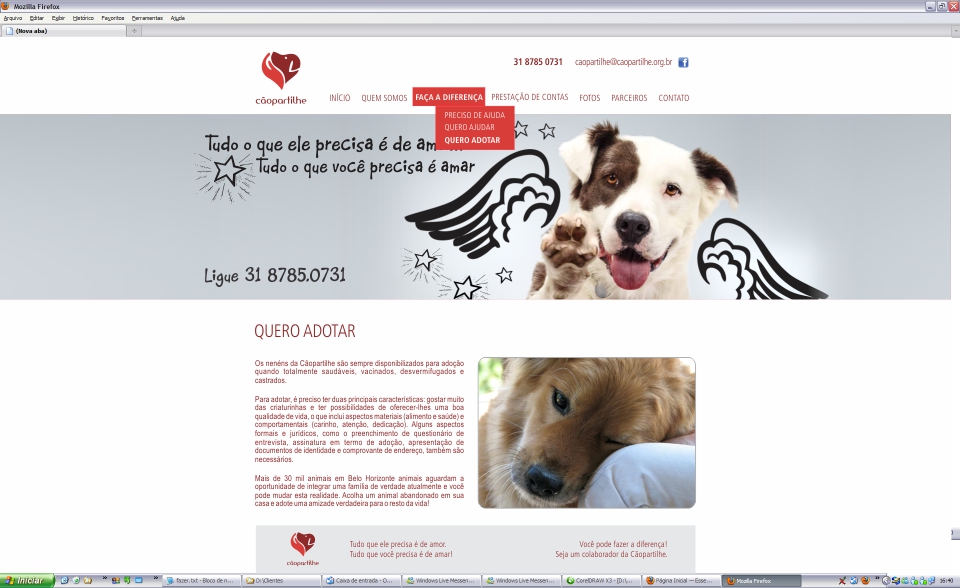 Mozilla Firefox
Arquivo Editar Exibir Histórico Favoritos Ferramentas Ajuda
(Nova aba)
31 8785 0731 caopartilhe@caopartilhe.org.br
cãopartilhe
INÍCIO QUEM SOMOS FAÇA A DIFERENÇA PRESTAÇÃO DE CONTAS FOTOS PARCEIROS CONTATO
PRECISO DE AJUDA
QUERO AJUDAR
QUERO ADOTAR
Tudo o que ele precisa é de
Tudo o que você precisa é amar
Ligue 31 8785.0731
QUERO ADOTAR
Os nenéns da Cãopartilhe são sempre disponibilizados para adoção
quando totalmente saudáveis, vacinados, desvermifugados e
castrados.
Para adotar, é preciso ter duas principais características: gostar muito
das criaturinhas e ter possibilidades de oferecer-lhes uma boa
qualidade de vida, o que inclui aspectos materiais (alimento e saúde) e
comportamentais (carinho, atenção, dedicação). Alguns aspectos
formais e jurídicos, como o preenchimento de questionário de
entrevista, assinatura em termo de adoção, apresentação de
documentos de identidade e comprovante de endereço, também são
necessários.
Mais de 30 mil animais em Belo Horizonte animais aguardam a
oportunidade de integrar uma família de verdade atualmente e você
pode mudar esta realidade. Acolha um animal abandonado em sua
casa e adote uma amizade verdadeira para o resto da vida!
cãopartilhe
Tudo que ele precisa é de amor.
Tudo que você precisa é de amar!
Você pode fazer a diferença!
Seja um colaborador da Cãopartilhe.
Iniciar fazer.txt - Bloco de n... O:\Clientes Caixa de entrada - O... Windows Live Messen... Windows Live Messen... CorelDRAW X3 - [D:\... Página Inicial — Esse... Mozilla Firefox 16:40